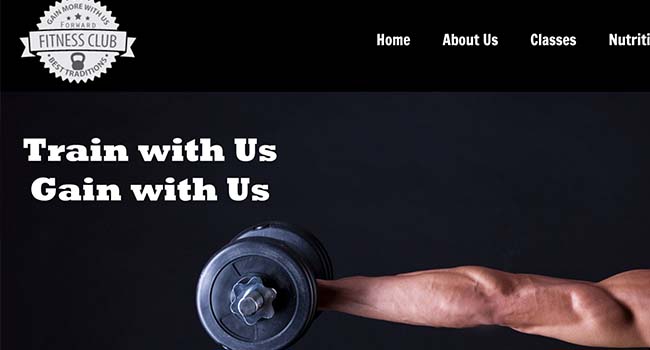 GAIN MORE WITH US
FORWARD
FITNESS CLUB
BEST TRADITIONS
Home
About Us
Classes
Nutriti
Train with Us
Gain with Us